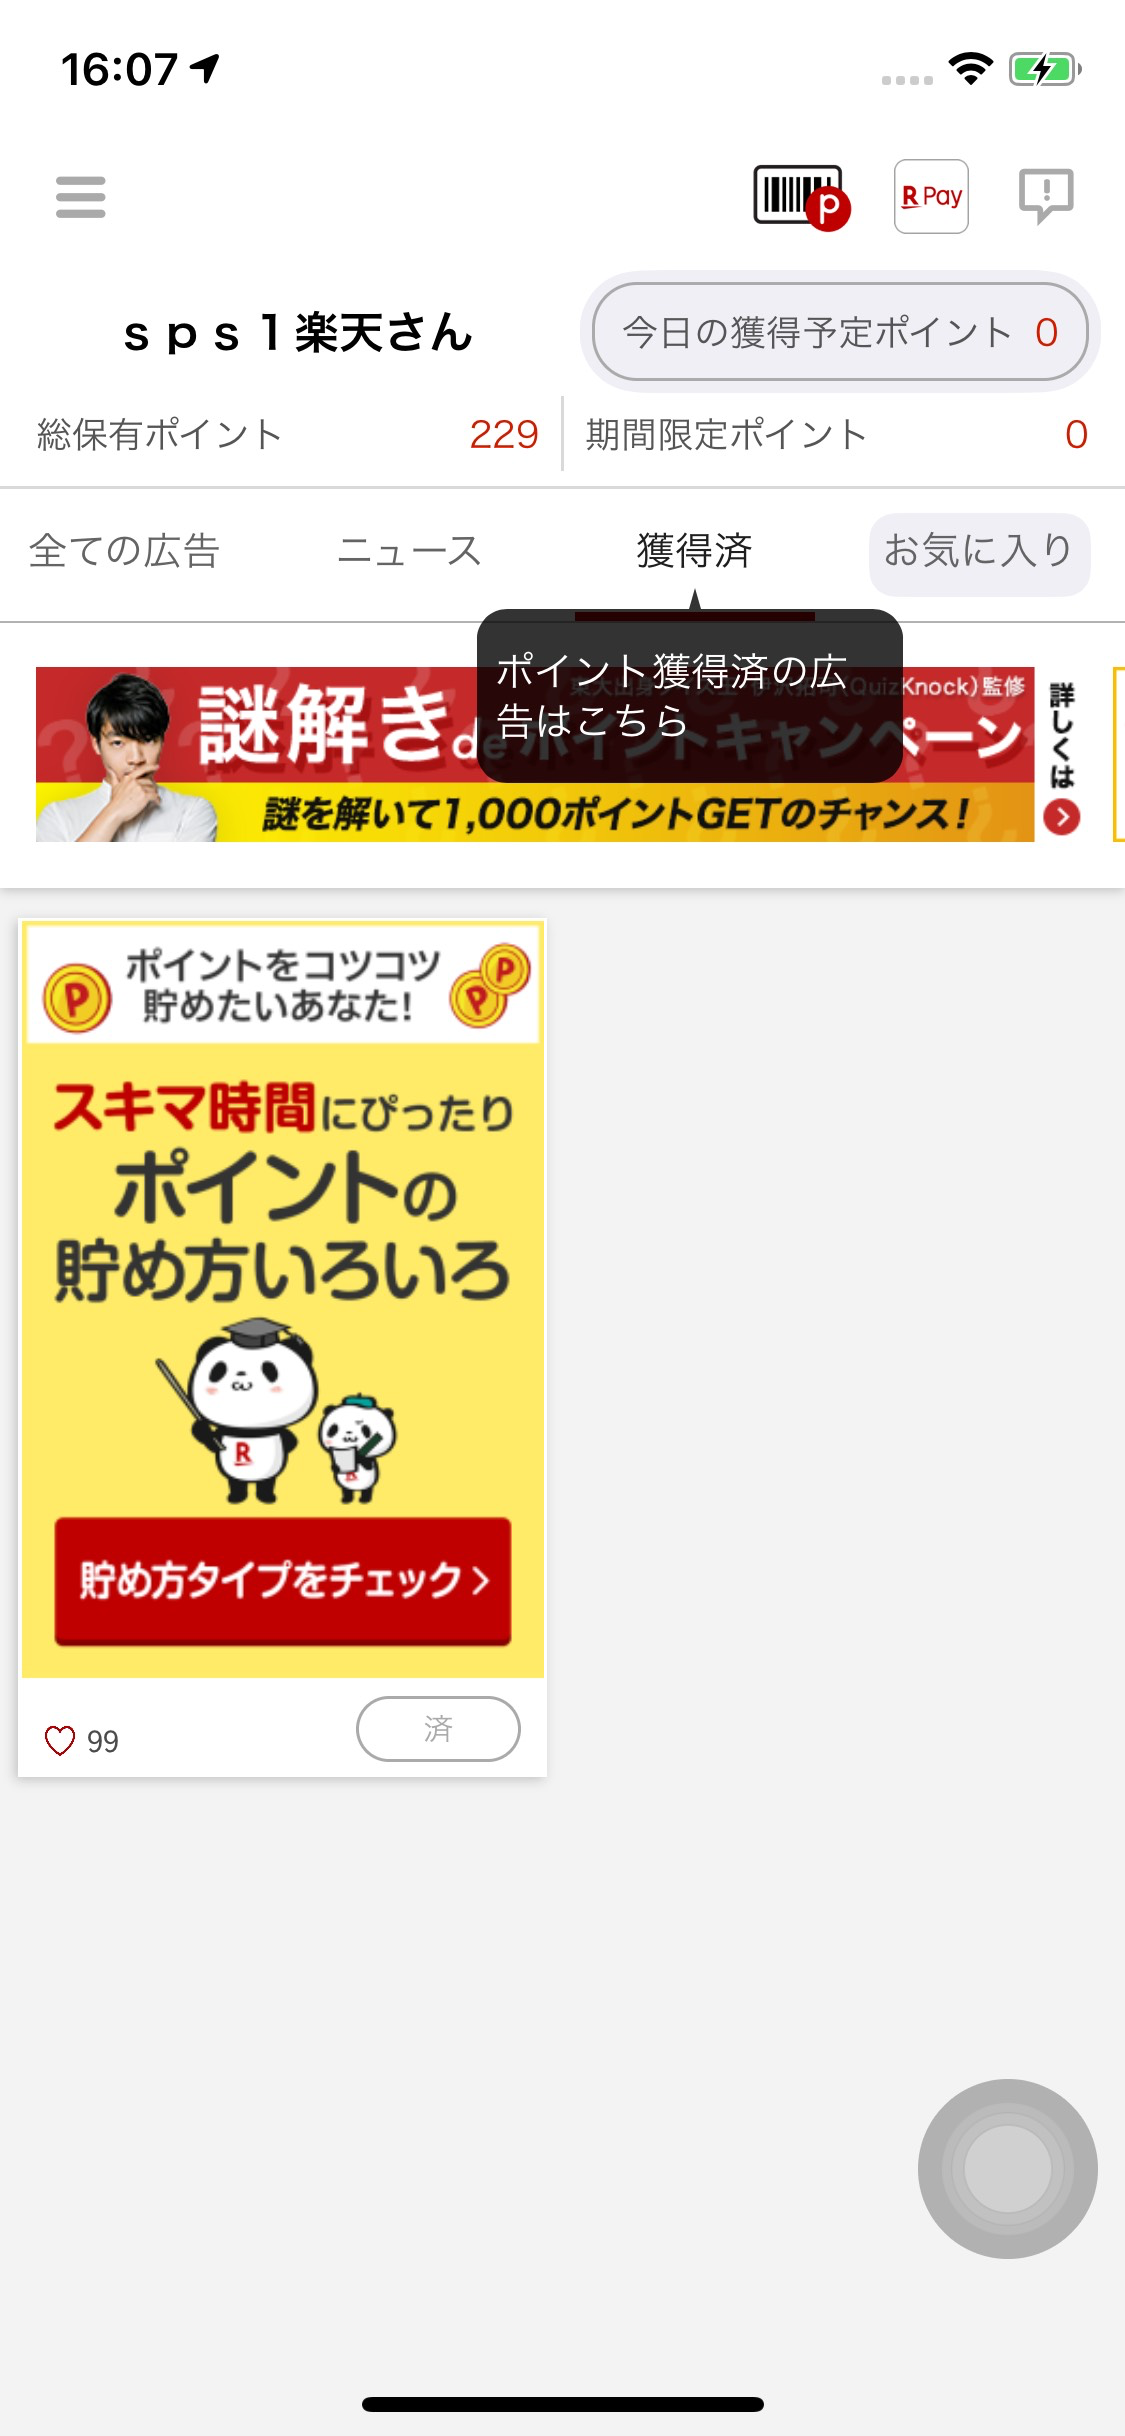 16:07
R Pay
ｓｐｓ１楽天さん
今日の獲得予定ポイント 0
総保有ポイント 229
期間限定ポイント 0
全ての広告
ニュース
獲得済
お気に入り
ポイント獲得済の広
告はこちら
Knock)監修
謎解きde ポイントキャンペーン
謎を解いて1,000ポイントGETのチャンス！
詳しくは
ポイントをコツコツ
貯めたいあなた!
スキマ時間にぴったり
ポイントの
貯め方いろいろ
R
貯め方タイプをチェック
99
済